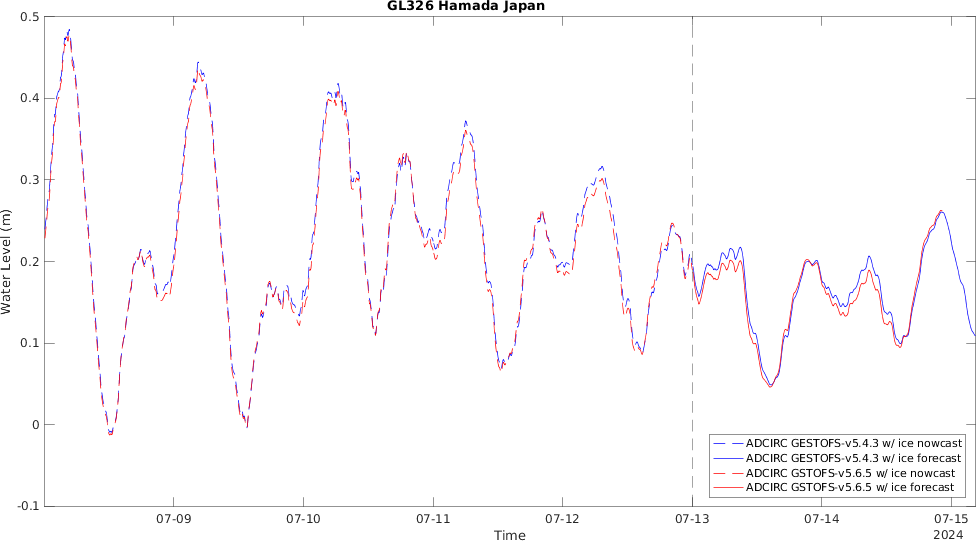 GL326 Hamada Japan
0.5
0.4
0.3
0.2
0.1
0
-0.1
Water Level (m)
07-09
07-10
07-11
07-12
07-13
07-14
07-15
Time
2024
ADCIRC GESTOFS-v5.4.3 w/ ice nowcast
ADCIRC GESTOFS-v5.4.3 w/ ice forecast
ADCIRC GSTOFS-v5.6.5 w/ ice nowcast
ADCIRC GSTOFS-v5.6.5 w/ ice forecast